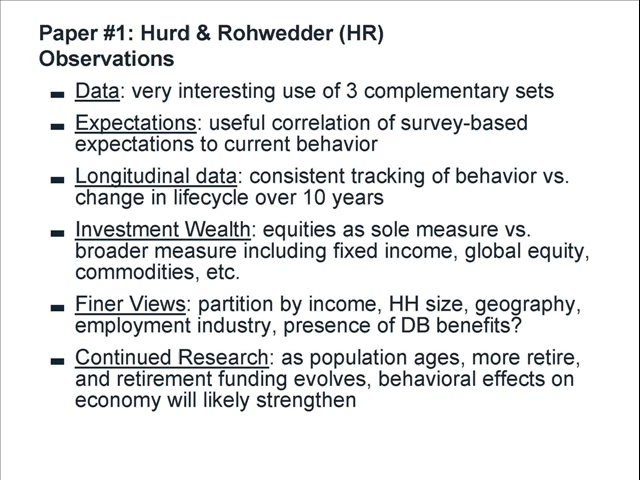 Paper #1: Hurd & Rohwedder (HR)
Observations
Data: very interesting use of 3 complementary sets
Expectations: useful correlation of survey-based
expectations to current behavior
Longitudinal data: consistent tracking of behavior vs.
change in lifecycle over 10 years
Investment Wealth: equities as sole measure vs.
broader measure including fixed income, global equity,
commodities, etc.
Finer Views: partition by income, HH size, geography,
employment industry, presence of DB benefits?
Continued Research: as population ages, more retire,
and retirement funding evolves, behavioral effects on
economy will likely strengthen